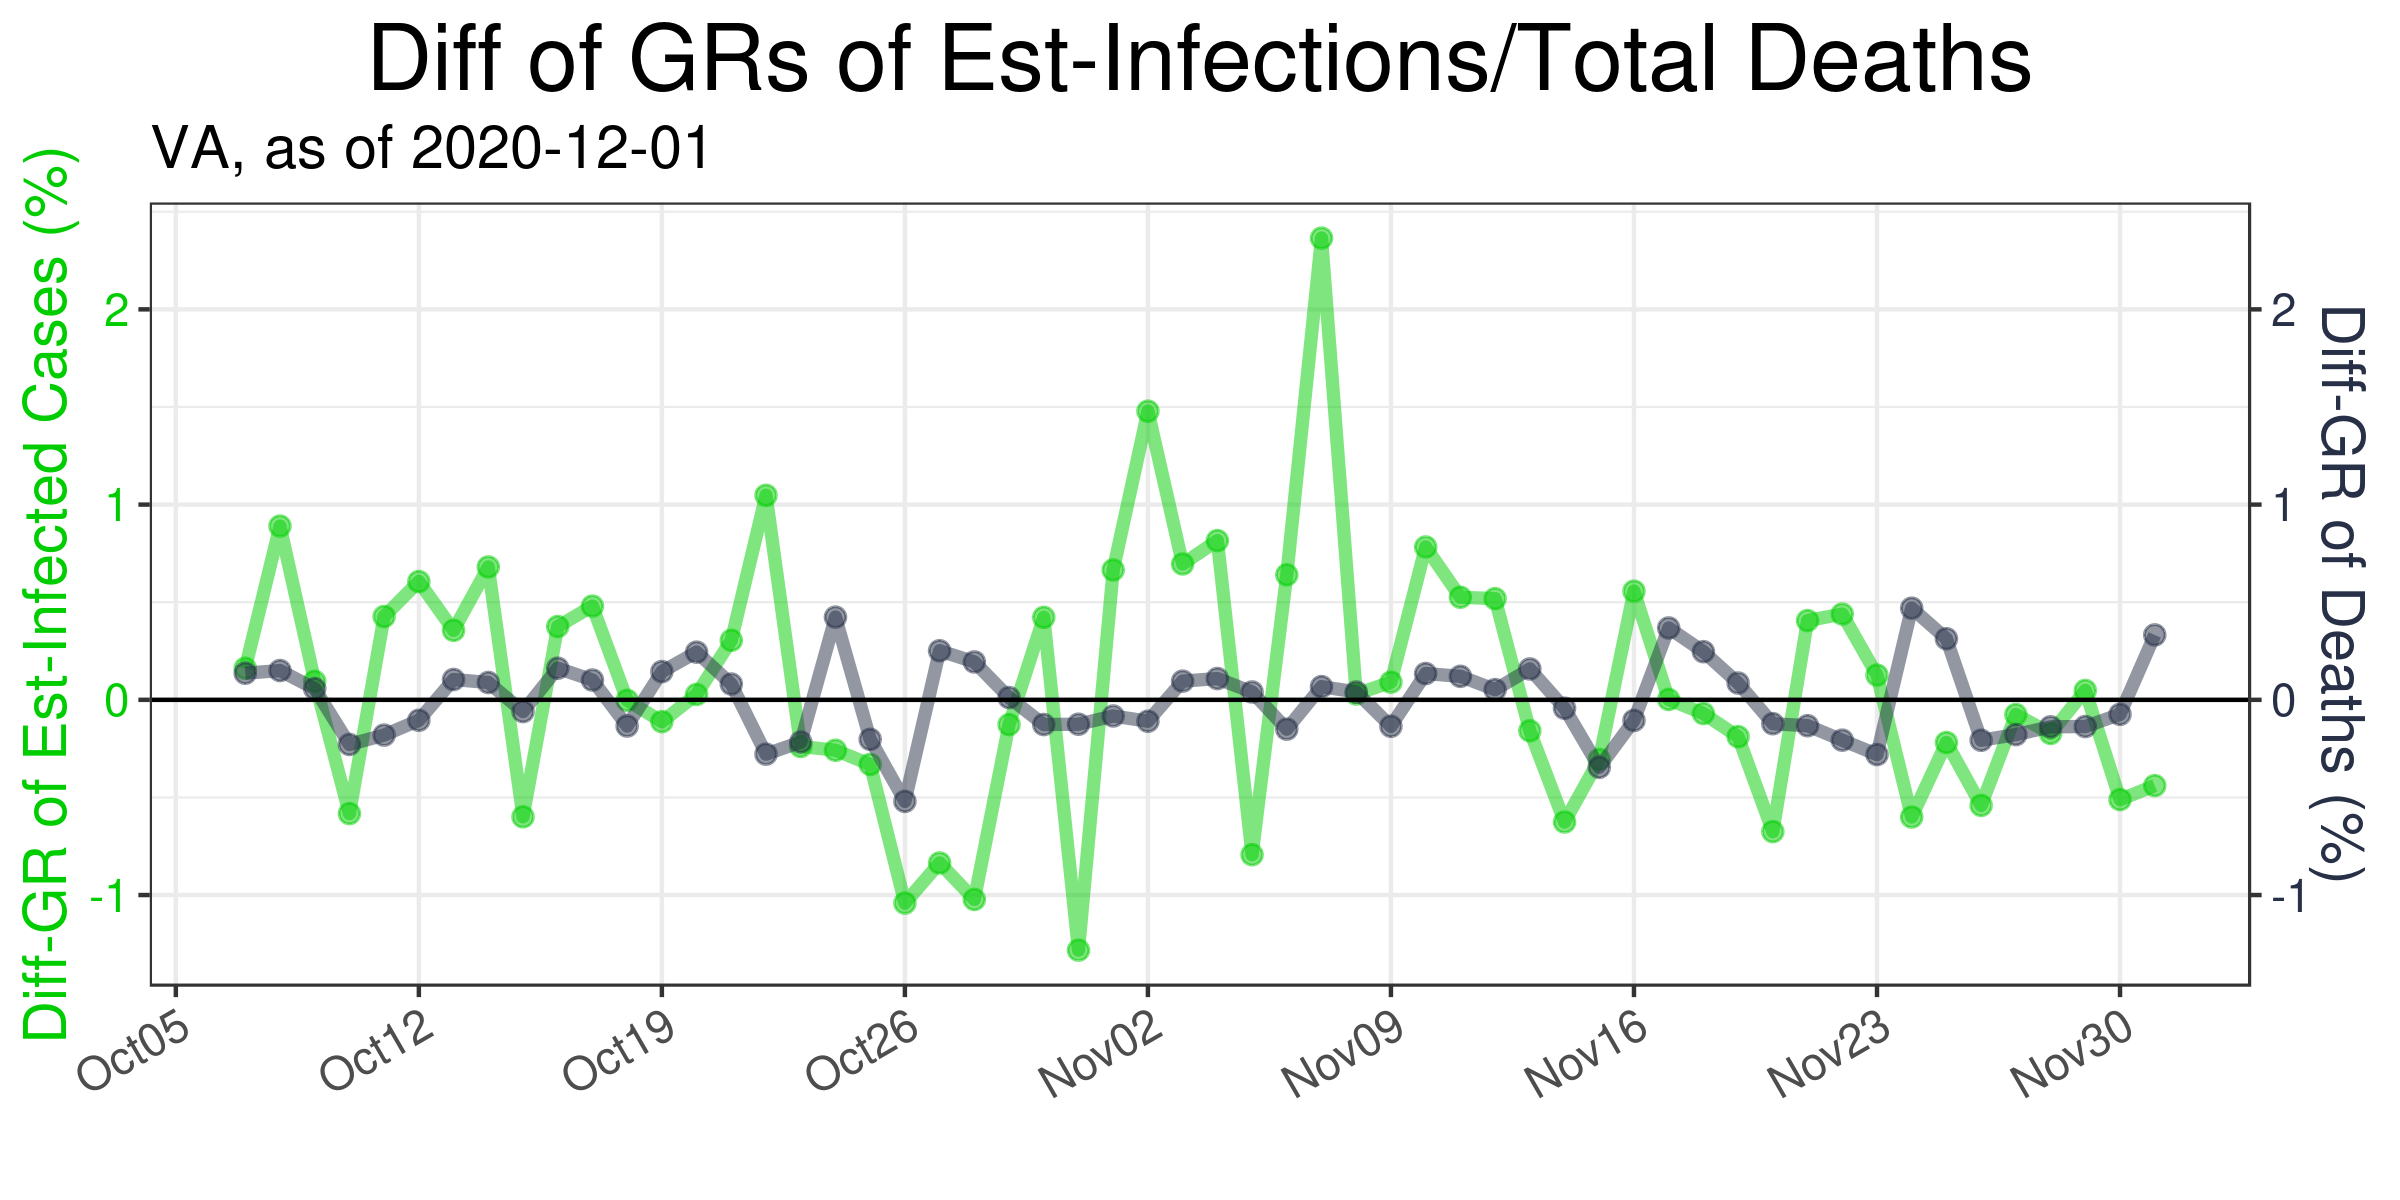 Diff of GRs of Est-Infections/Total Deaths
VA, as of 2020-12-01
Diff-GR of Est-Infected Cases (%)
2
1
0
-1
2
1
0
-1
Diff-GR of Deaths (%)
Oct05
Oct12
Oct19
Oct26
Nov02
Nov09
Nov16
Nov23
Nov30